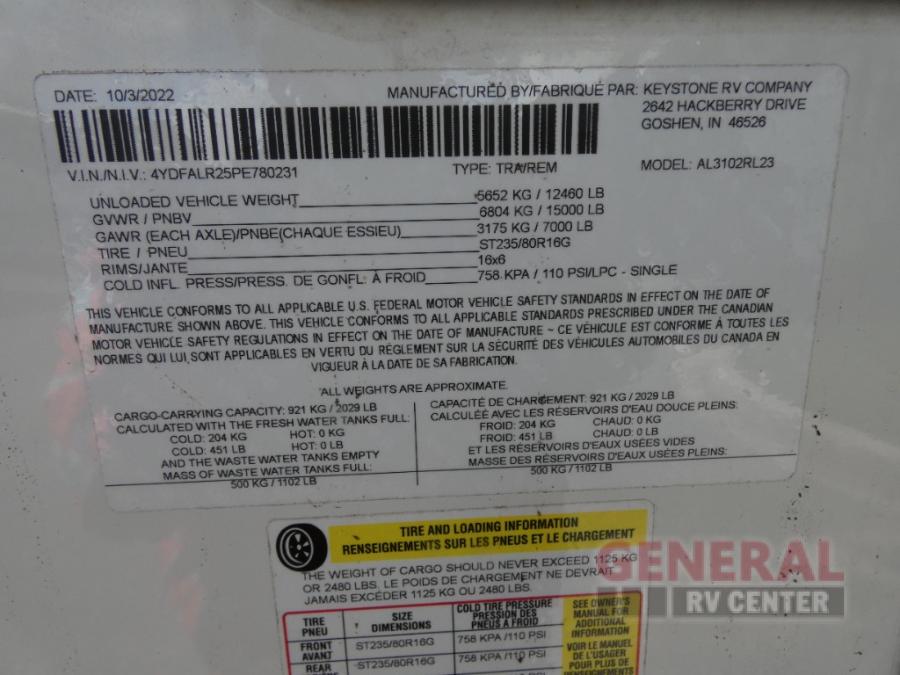 DATE: 10/3/2022
MANUFACTURED BY/FABRIQUÉ PAR: KEYSTONE RV COMPANY
2642 HACKBERRY DRIVE
GOSHEN, IN 46526
V.I.N./N.I.V.: 4YDFALR25PE780231
TYPE: TRA/REM
MODEL: AL3102RL23
UNLOADED VEHICLE WEIGHT 5652 KG / 12460 LB
GVWR / PNBV 6804 KG / 15000 LB
GAWR (EACH AXLE)/PNBE(CHAQUE ESSIEU) 3175 KG / 7000 LB
TIRE / PNEU ST235/80R16G
RIMS/JANTE 16x6
COLD INFL. PRESS/PRESS. DE GONFL. À FROID 758 KPA / 110 PSI/LPC - SINGLE
THIS VEHICLE CONFORMS TO ALL APPLICABLE U.S. FEDERAL MOTOR VEHICLE SAFETY STANDARDS IN EFFECT ON THE DATE OF
MANUFACTURE SHOWN ABOVE. THIS VEHICLE CONFORMS TO ALL APPLICABLE STANDARDS PRESCRIBED UNDER THE CANADIAN
MOTOR VEHICLE SAFETY REGULATIONS IN EFFECT ON THE DATE OF MANUFACTURE ~ CE VÉHICULE EST CONFORME À TOUTES LES
NORMES QUI LUI SONT APPLICABLES EN VERTU DU RÈGLEMENT SUR LA SÉCURITÉ DES VÉHICULES AUTOMOBILES DU CANADA EN
VIGUEUR À LA DATE DE SA FABRICATION.
ALL WEIGHTS ARE APPROXIMATE.
CARGO-CARRYING CAPACITY: 921 KG / 2029 LB
CALCULATED WITH THE FRESH WATER TANKS FULL:
COLD: 204 KG HOT: 0 KG
COLD: 451 LB HOT: 0 LB
AND THE WASTE WATER TANKS EMPTY
MASS OF WASTE WATER TANKS FULL:
500 KG / 1102 LB
CAPACITÉ DE CHARGEMENT: 921 KG / 2029 LB
CALCULÉE AVEC LES RÉSERVOIRS D'EAU DOUCE PLEINS:
FROID: 204 KG CHAUD: 0 KG
FROID: 451 LB CHAUD: 0 LB
ET LES RÉSERVOIRS D'EAUX USÉES VIDES
MASSE DES RÉSERVOIRS D'EAUX USÉES PLEINS:
500 KG / 1102 LB
TIRE AND LOADING INFORMATION
RENSEIGNEMENTS SUR LES PNEUS ET LE CHARGEMENT
THE WEIGHT OF CARGO SHOULD NEVER EXCEED 1125 KG
OR 2480 LBS. LE POIDS DE CHARGEMENT NE DEVRAIT
JAMAIS EXCÉDER 1125 KG OU 2480 LBS.
TIRE
PNEU
SIZE
DIMENSIONS
COLD TIRE PRESSURE
PRESSION DES
PNEUS À FROID
FRONT
AVANT
ST235/80R16G
758 KPA /110 PSI
REAR
ST235/80R16G
758 KPA /110 PSI
SEE OWNER'S
MANUAL FOR
ADDITIONAL
INFORMATION
VOIR LE MANUEL
DE L'USAGER
POUR PLUS DE
GENERAL
RV CENTER